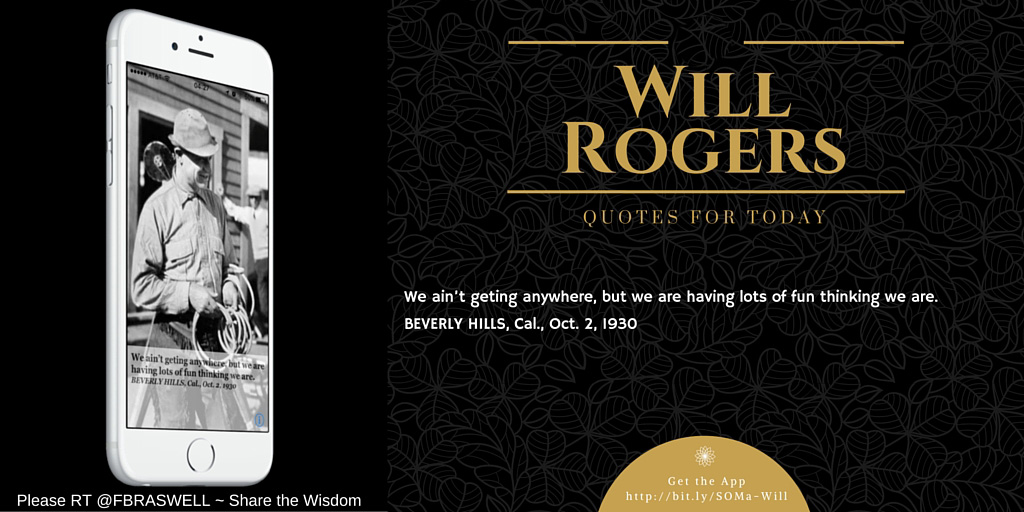 AT&T
04:27
We ain't geting anywhere, but we are
having lots of fun thinking we are.
BEVERLY HILLS, Cal., Oct. 2, 1930
Please RT @FBRASWELL ~ Share the Wisdom
WILL
ROGERS
QUOTES FOR TODAY
We ain't geting anywhere, but we are having lots of fun thinking we are.
BEVERLY HILLS, Cal., Oct. 2, 1930
Get the App
http://bit.ly/SOMa-Will